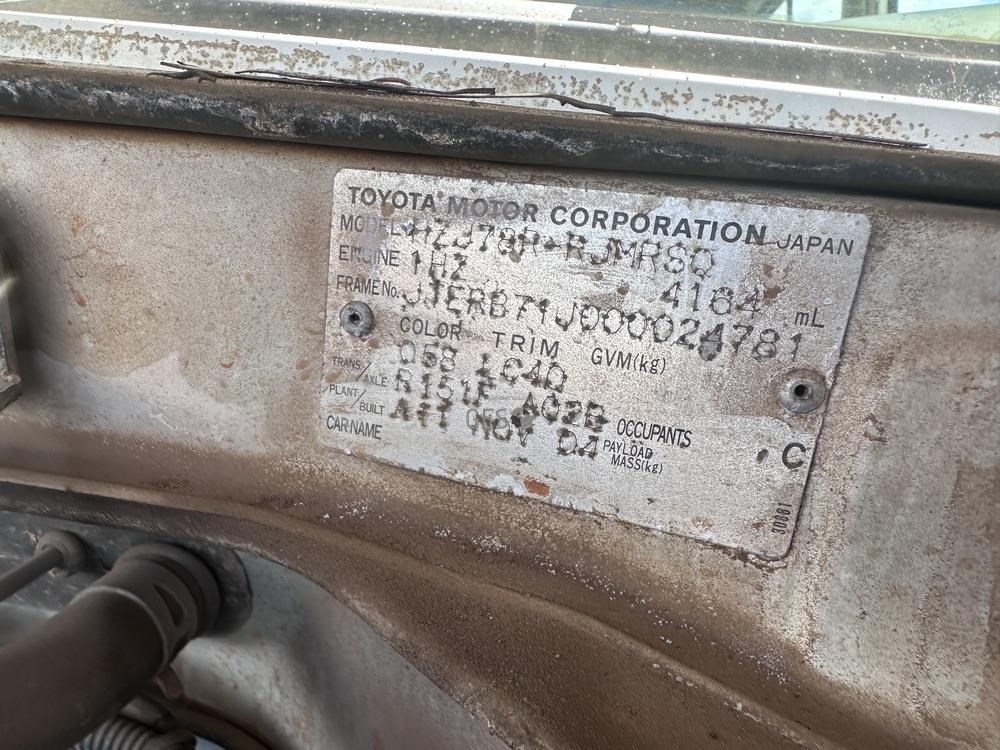 TOYOTA MOTOR CORPORATION JAPAN
MODEL HZJ78R-RJMRSQ
ENGINE 1HZ 4164 mL
FRAME No. JTERB71J000024781
COLOR TRIM GVM(kg)
058 LC40
TRANS/AXLE R151F A02B OCCUPANTS
PLANT/BUILT A11 NOV 04 PAYLOAD MASS(kg)
CAR NAME
C
30081